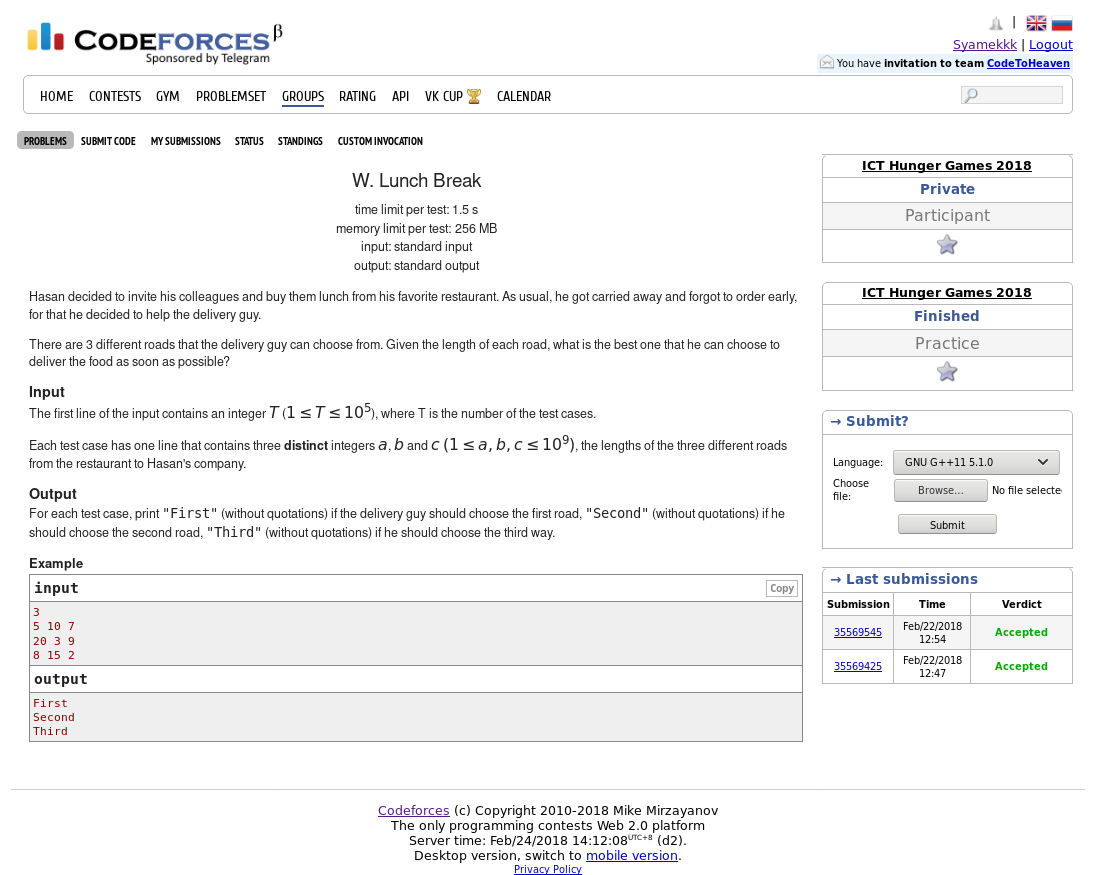 CODEFORCES β
Sponsored by Telegram
|
Syamekkk | Logout
You have invitation to team CodeToHeaven
HOME CONTESTS GYM PROBLEMSET GROUPS RATING API VK CUP CALENDAR
PROBLEMS SUBMIT CODE MY SUBMISSIONS STATUS STANDINGS CUSTOM INVOCATION
W. Lunch Break
time limit per test: 1.5 s
memory limit per test: 256 MB
input: standard input
output: standard output
Hasan decided to invite his colleagues and buy them lunch from his favorite restaurant. As usual, he got carried away and forgot to order early,
for that he decided to help the delivery guy.
There are 3 different roads that the delivery guy can choose from. Given the length of each road, what is the best one that he can choose to
deliver the food as soon as possible?
Input
The first line of the input contains an integer T (1 ≤ T ≤ 10^5), where T is the number of the test cases.
Each test case has one line that contains three distinct integers a, b and c (1 ≤ a, b, c ≤ 10^9), the lengths of the three different roads
from the restaurant to Hasan's company.
Output
For each test case, print "First" (without quotations) if the delivery guy should choose the first road, "Second" (without quotations) if he
should choose the second road, "Third" (without quotations) if he should choose the third way.
Example
input Copy
3
5 10 7
20 3 9
8 15 2
output
First
Second
Third
ICT Hunger Games 2018
Private
Participant
ICT Hunger Games 2018
Finished
Practice
→ Submit?
Language: GNU G++11 5.1.0
Choose
file: Browse... No file selected
Submit
→ Last submissions
Submission Time Verdict
35569545 Feb/22/2018 12:54 Accepted
35569425 Feb/22/2018 12:47 Accepted
Codeforces (c) Copyright 2010-2018 Mike Mirzayanov
The only programming contests Web 2.0 platform
Server time: Feb/24/2018 14:12:08UTC+8 (d2).
Desktop version, switch to mobile version.
Privacy Policy